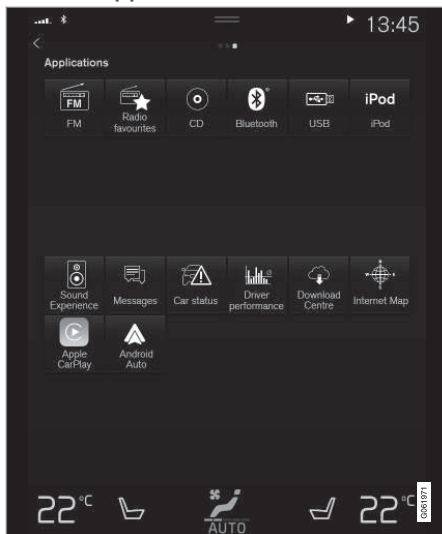 13:45
Applications
FM
iPod
FM
Radio
favourites
CD
Bluetooth
USB
iPod
Sound
Experience
Messages
Car status
Driver
performance
Download
Centre
Internet Map
Apple
CarPlay
Android
Auto
22°C
AUTO
22°C
G061971